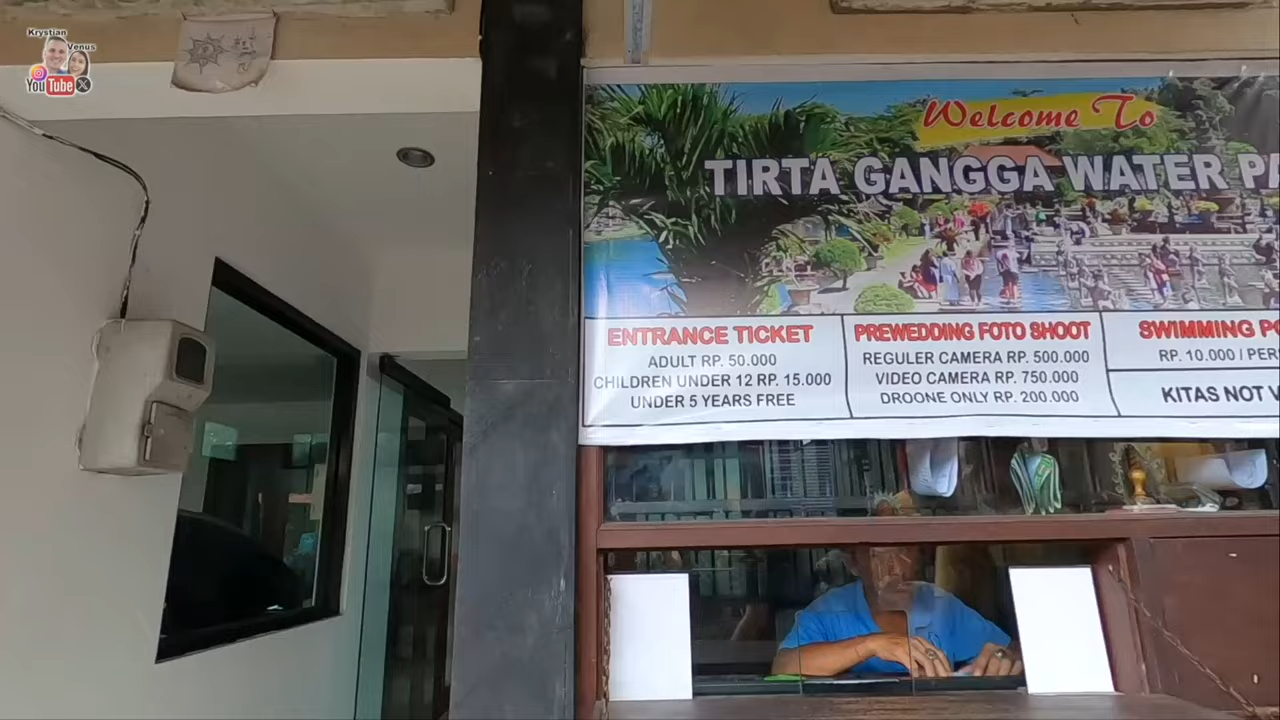 Krystian
Venus
YouTube
Welcome To
TIRTA GANGGA WATER PA
ENTRANCE TICKET
ADULT RP. 50.000
CHILDREN UNDER 12 RP. 15.000
UNDER 5 YEARS FREE
PREWEDDING FOTO SHOOT
REGULER CAMERA RP. 500.000
VIDEO CAMERA RP. 750.000
DROONE ONLY RP. 200.000
SWIMMING PO
RP. 10.000 / PER
KITAS NOT V